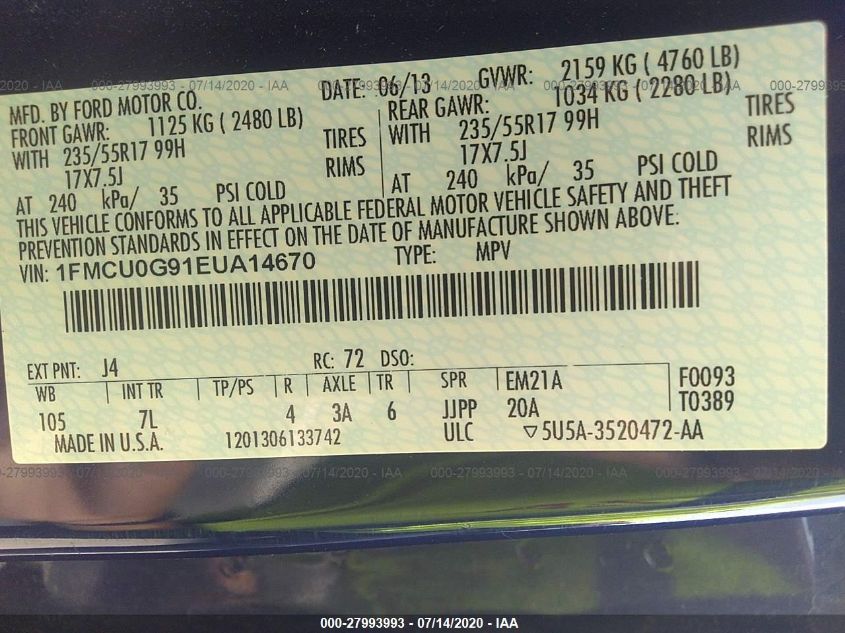 DATE: 06/13 GVWR: 2159 KG ( 4760 LB)
MFD. BY FORD MOTOR CO.
FRONT GAWR: 1125 KG ( 2480 LB)
WITH 235/55R17 99H TIRES
17X7.5J RIMS
AT 240 kPa/ 35 PSI COLD
REAR GAWR: 1034 KG ( 2280 LB)
WITH 235/55R17 99H TIRES
17X7.5J RIMS
AT 240 kPa/ 35 PSI COLD
THIS VEHICLE CONFORMS TO ALL APPLICABLE FEDERAL MOTOR VEHICLE SAFETY AND THEFT
PREVENTION STANDARDS IN EFFECT ON THE DATE OF MANUFACTURE SHOWN ABOVE.
VIN: 1FMCU0G91EUA14670 TYPE: MPV
EXT PNT: J4 RC: 72 DSO:
WB INT TR TP/PS R AXLE TR SPR EM21A F0093
105 7L 4 3A 6 JJPP 20A T0389
MADE IN U.S.A. 1201306133742 ULC ▽5U5A-3520472-AA
000-27993993 / 07/14/2020 - IAA